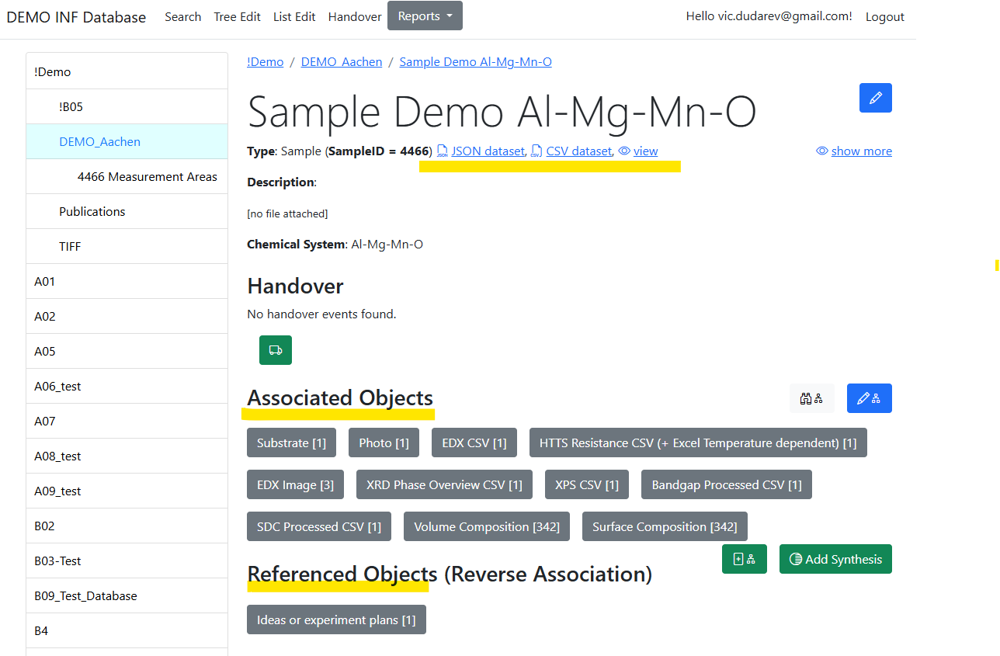 DEMO INF Database Search Tree Edit List Edit Handover Reports Hello vic.dudarev@gmail.com! Logout
!Demo
!B05
DEMO_Aachen
4466 Measurement Areas
Publications
TIFF
A01
A02
A05
A06_test
A07
A08_test
A09_test
B02
B03-Test
B09_Test_Database
B4
!Demo / DEMO_Aachen / Sample Demo Al-Mg-Mn-O
Sample Demo Al-Mg-Mn-O
Type: Sample (SampleID = 4466) JSON dataset, CSV dataset, view show more
Description:
[no file attached]
Chemical System: Al-Mg-Mn-O
Handover
No handover events found.
Associated Objects
Substrate [1] Photo [1] EDX CSV [1] HTTS Resistance CSV (+ Excel Temperature dependent) [1]
EDX Image [3] XRD Phase Overview CSV [1] XPS CSV [1] Bandgap Processed CSV [1]
SDC Processed CSV [1] Volume Composition [342] Surface Composition [342]
Add Synthesis
Referenced Objects (Reverse Association)
Ideas or experiment plans [1]